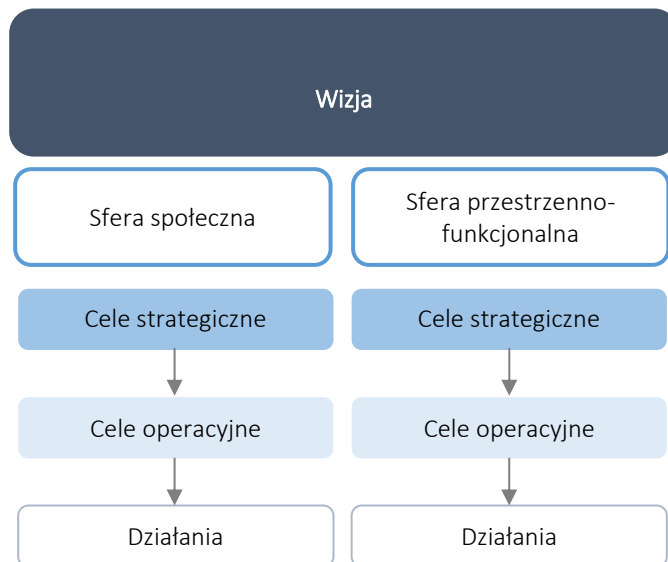 Wizja
Sfera społeczna
Sfera przestrzenno-
funkcjonalna
Cele strategiczne
Cele strategiczne
Cele operacyjne
Cele operacyjne
Działania
Działania